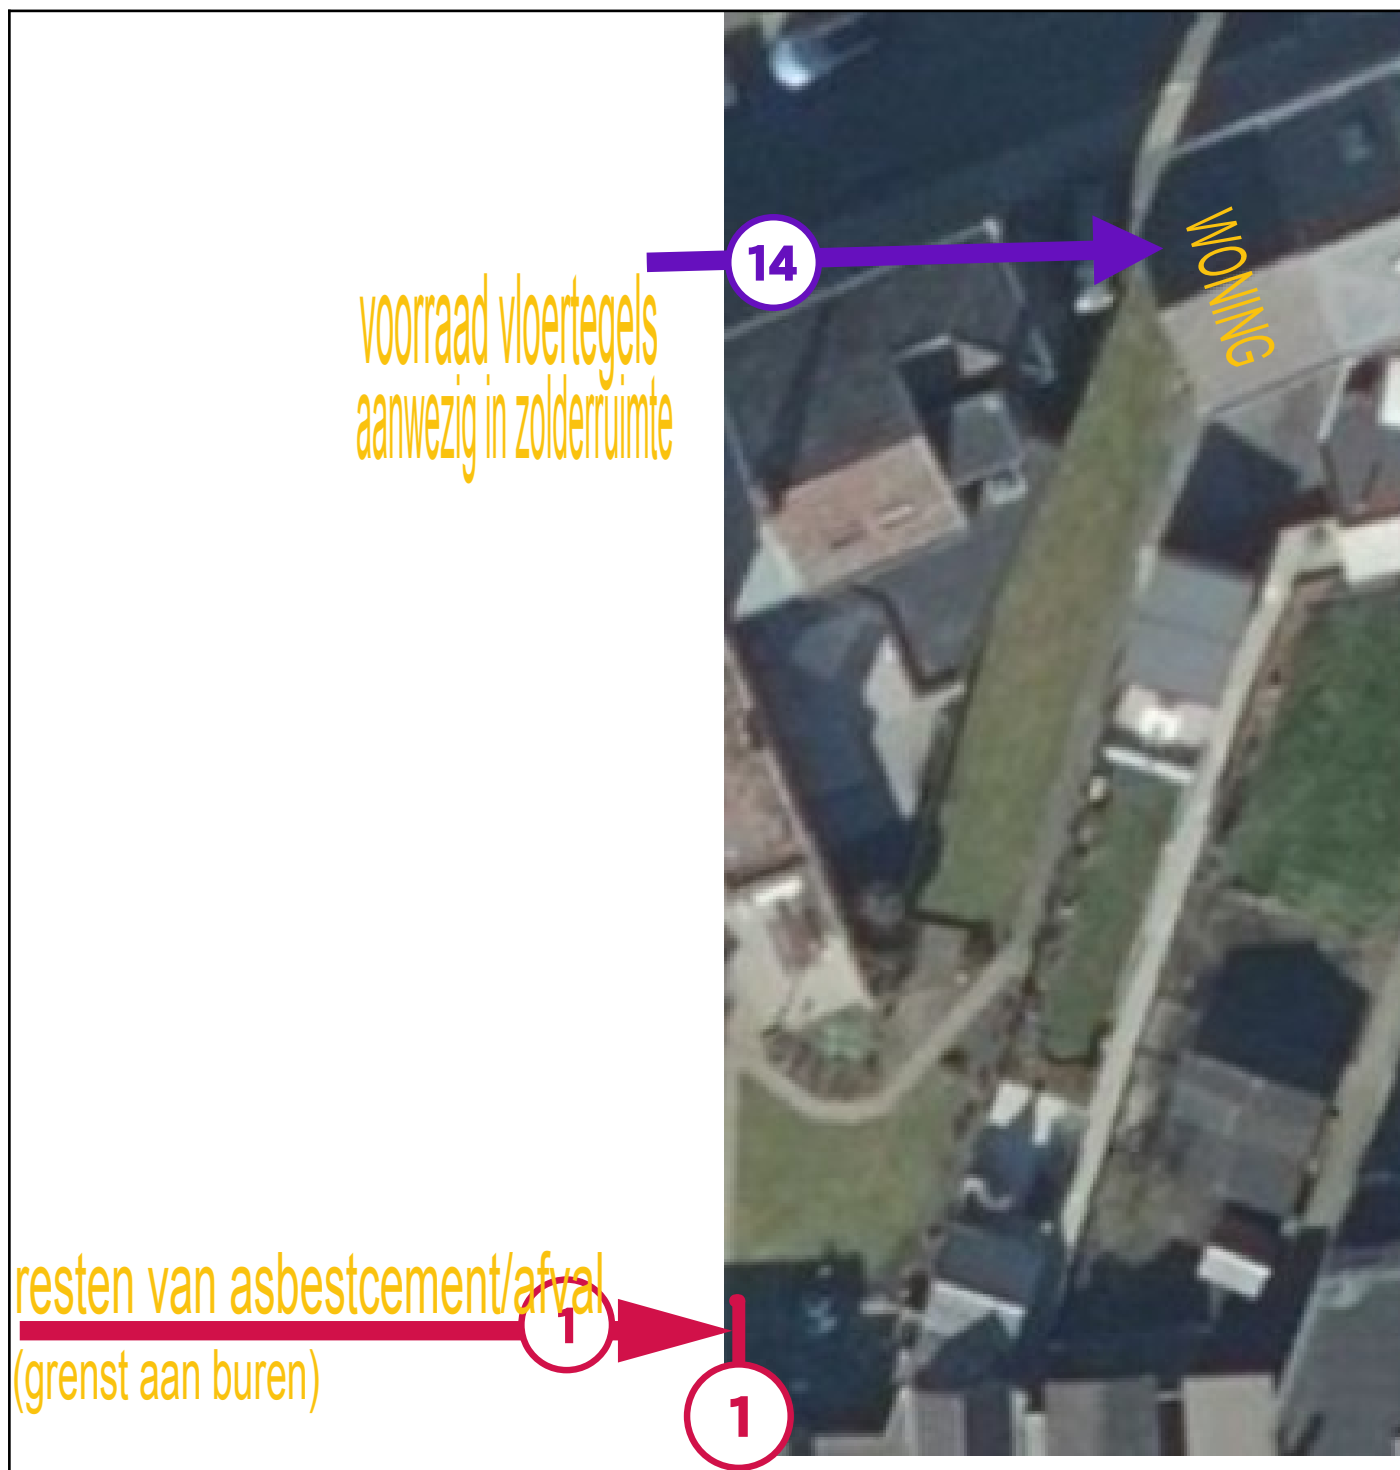 14
WONING
voorraad vloertegels
aanwezig in zolderruimte
resten van asbestcement/afval
1
(grenst aan buren)
1